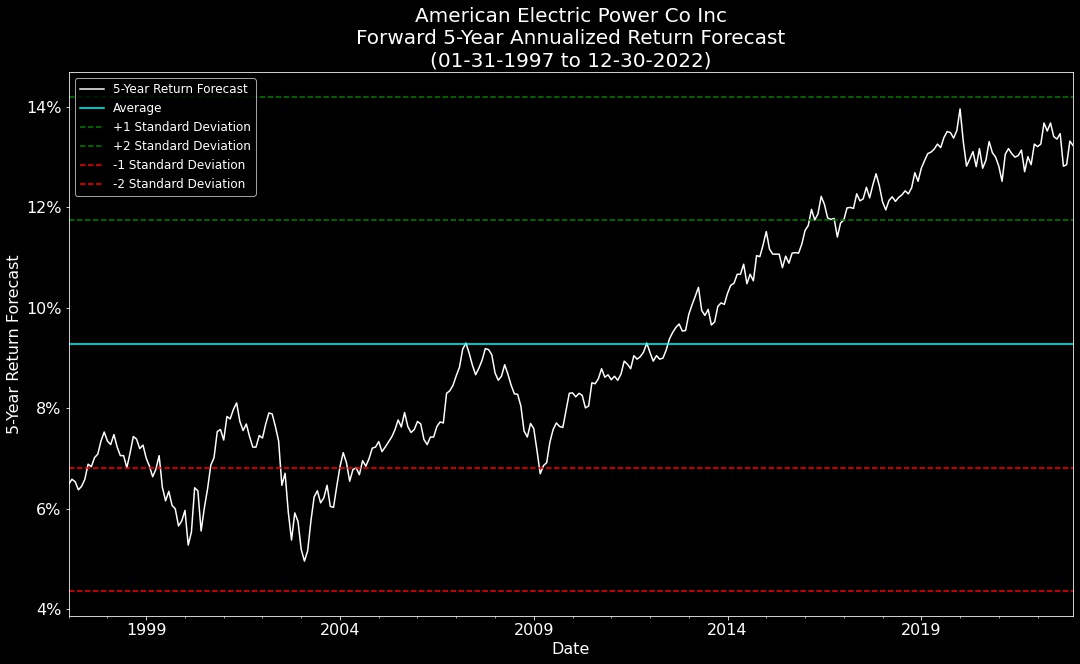 American Electric Power Co Inc
Forward 5-Year Annualized Return Forecast
(01-31-1997 to 12-30-2022)
5-Year Return Forecast
Average
+1 Standard Deviation
+2 Standard Deviation
-1 Standard Deviation
-2 Standard Deviation
14%
12%
10%
8%
6%
4%
5-Year Return Forecast
1999 2004 2009 2014 2019
Date